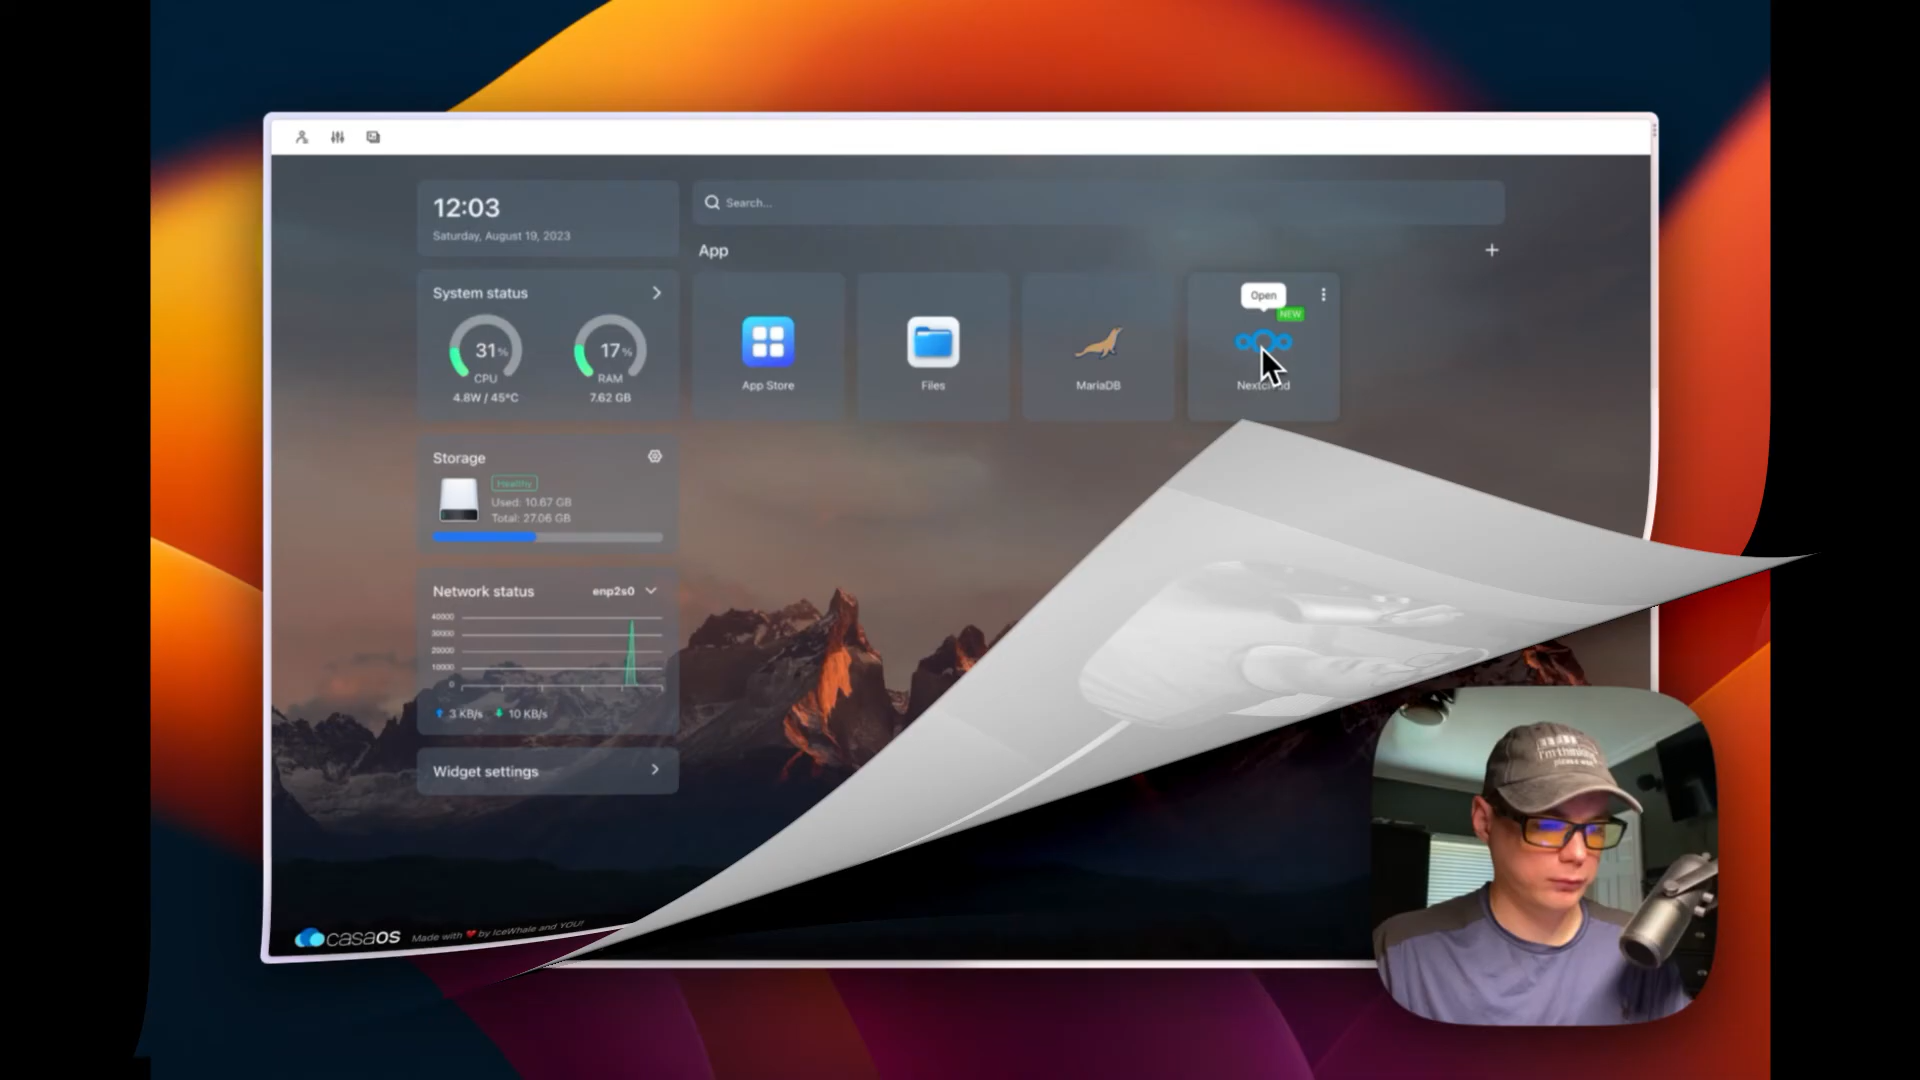 12:03
Saturday, August 19, 2023
Search...
App
+
System status
31%
CPU
4.8W / 45°C
17%
RAM
7.62 GB
App Store
Files
MariaDB
Open
NEW
Storage
Healthy
Used: 10.67 GB
Total: 27.06 GB
Network status
enp2s0
40000
30000
20000
10000
0
3 KB/s
10 KB/s
Widget settings
casaOS
Made with ❤ by IceWhale and YOU!
I'm thinking